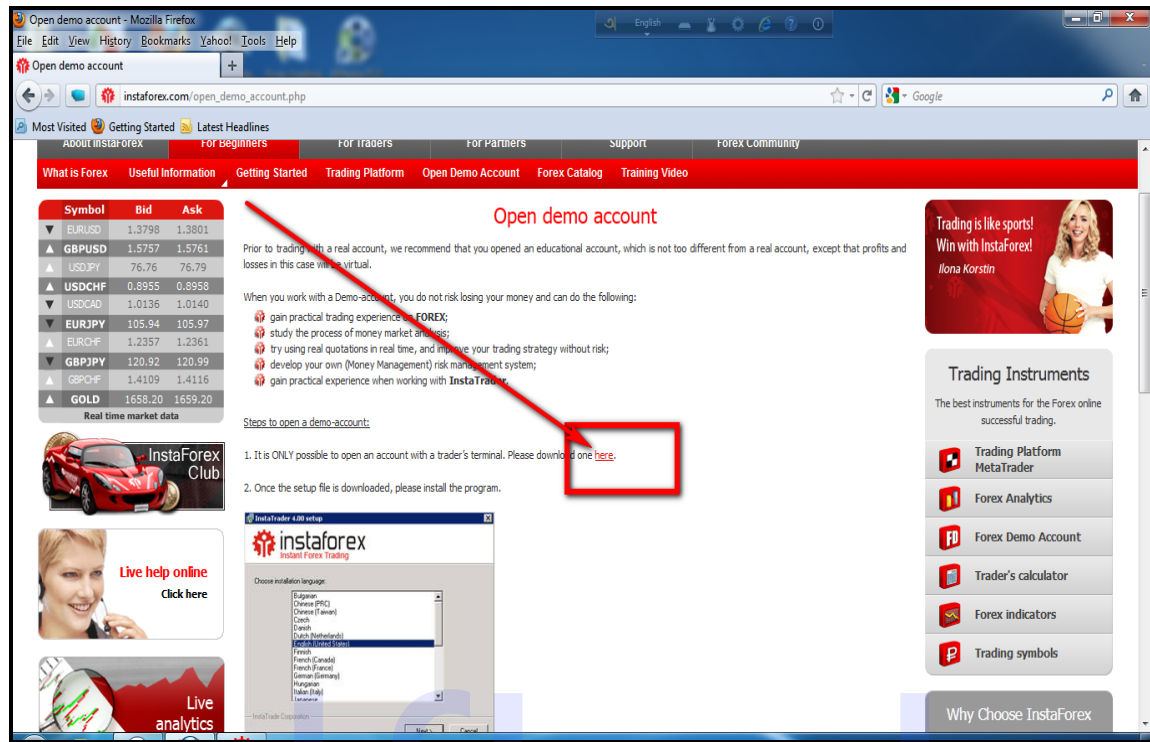 Open demo account - Mozilla Firefox
English
File Edit View History Bookmarks Yahoo! Tools Help
Open demo account
instaforex.com/open_demo_account.php
Google
Most Visited Getting Started Latest Headlines
About InstaForex For Beginners For Traders For Partners Support Forex Community
What is Forex Useful Information Getting Started Trading Platform Open Demo Account Forex Catalog Training Video
Symbol Bid Ask
EURUSD 1.3798 1.3801
GBPUSD 1.5757 1.5761
USDJPY 76.76 76.79
USDCHF 0.8955 0.8958
USDCAD 1.0136 1.0140
EURJPY 105.94 105.97
EURCHF 1.2357 1.2361
GBPJPY 120.92 120.99
GBPCHF 1.4109 1.4116
GOLD 1658.20 1659.20
Real time market data
InstaForex
Club
Live help online
Click here
Live
analytics
Open demo account
Prior to trading with a real account, we recommend that you opened an educational account, which is not too different from a real account, except that profits and
losses in this case will be virtual.
When you work with a Demo-account, you do not risk losing your money and can do the following:
gain practical trading experience on FOREX;
study the process of money market analysis;
try using real quotations in real time, and improve your trading strategy without risk;
develop your own (Money Management) risk management system;
gain practical experience when working with InstaTrader.
Steps to open a demo-account:
1. It is ONLY possible to open an account with a trader's terminal. Please download one here.
2. Once the setup file is downloaded, please install the program.
InstaTrader 4.00 setup
instaforex
Instant Forex Trading
Choose installation language:
Bulgarian
Chinese (PRC)
Chinese (Taiwan)
Czech
Danish
Dutch (Netherlands)
English (United States)
Finnish
French (Canada)
French (France)
German (Germany)
Hungarian
Italian (Italy)
Japanese
InstaTrade Corporation
Next > Cancel
Trading is like sports!
Win with InstaForex!
Ilona Korstin
Trading Instruments
The best instruments for the Forex online
successful trading.
Trading Platform
MetaTrader
Forex Analytics
Forex Demo Account
Trader's calculator
Forex indicators
Trading symbols
Why Choose InstaForex